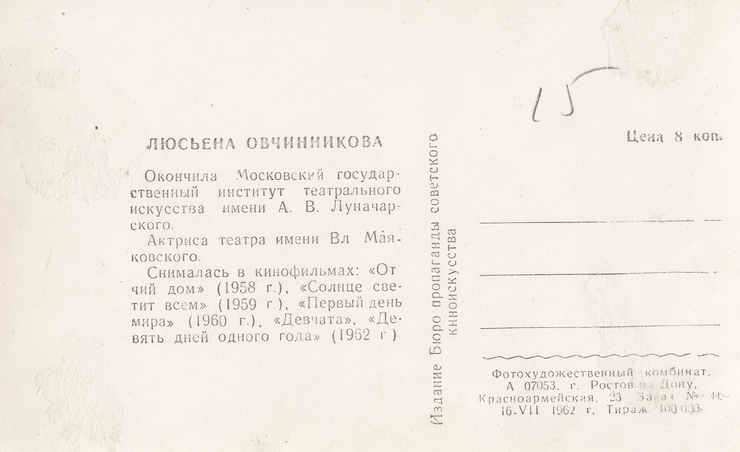 15
Цена 8 коп.
ЛЮСЬЕНА ОВЧИННИКОВА
Окончила Московский государ-
ственный институт театрального
искусства имени А. В. Луначар-
ского.
Актриса театра имени Вл Мая-
ковского.
Снималась в кинофильмах: «От
чий дом» (1958 г.), «Солнце све-
тит всем» (1959 г.), «Первый день
мира» (1960 г.), «Девчата», «Де-
вять дней одного года» (1962 г)
Издание Бюро пропаганды советского
киноискусства
Фотохудожественный комбинат.
А 07053. г. Ростов на Дону,
Красноармейская, 23 Заказ №
16-VII 1962 г. Тираж